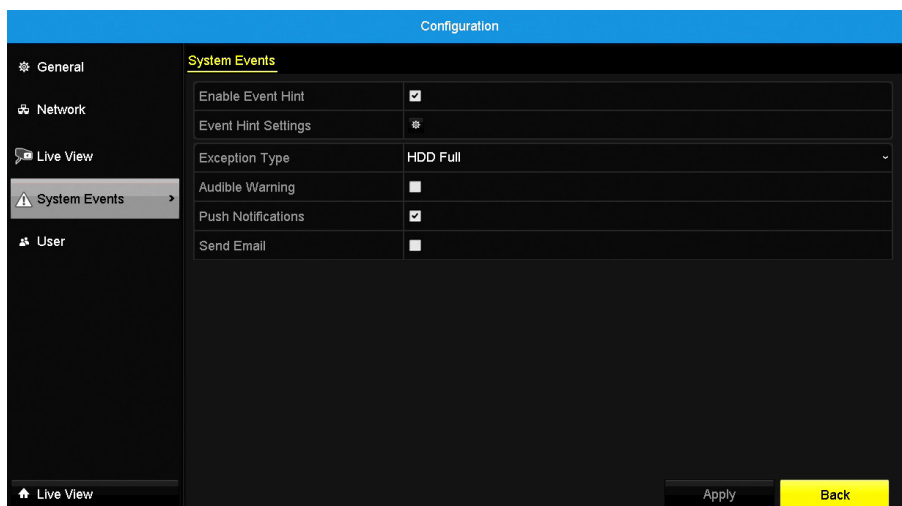 Configuration
General
Network
Live View
System Events
User
Live View
System Events
Enable Event Hint
Event Hint Settings
Exception Type HDD Full
Audible Warning
Push Notifications
Send Email
Apply Back